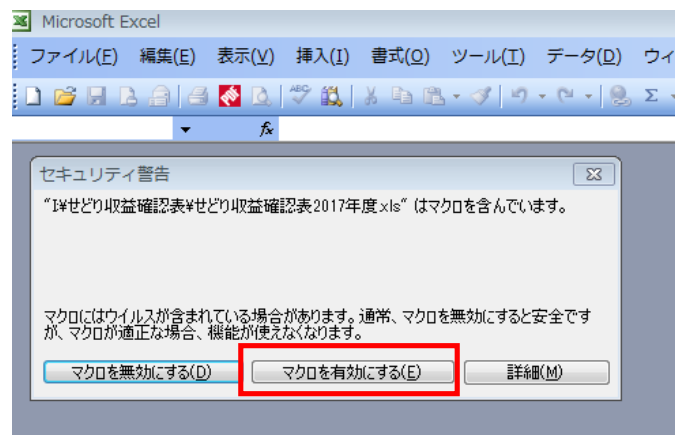 Microsoft Excel
ファイル(F) 編集(E) 表示(V) 挿入(I) 書式(O) ツール(T) データ(D) ウィ
ABC Σ
fx
セキュリティ警告
"I¥せどり収益確認表¥せどり収益確認表2017年度.xls" はマクロを含んでいます。
マクロにはウイルスが含まれている場合があります。通常、マクロを無効にすると安全です
が、マクロが適正な場合、機能が使えなくなります。
マクロを無効にする(D) マクロを有効にする(E) 詳細(M)